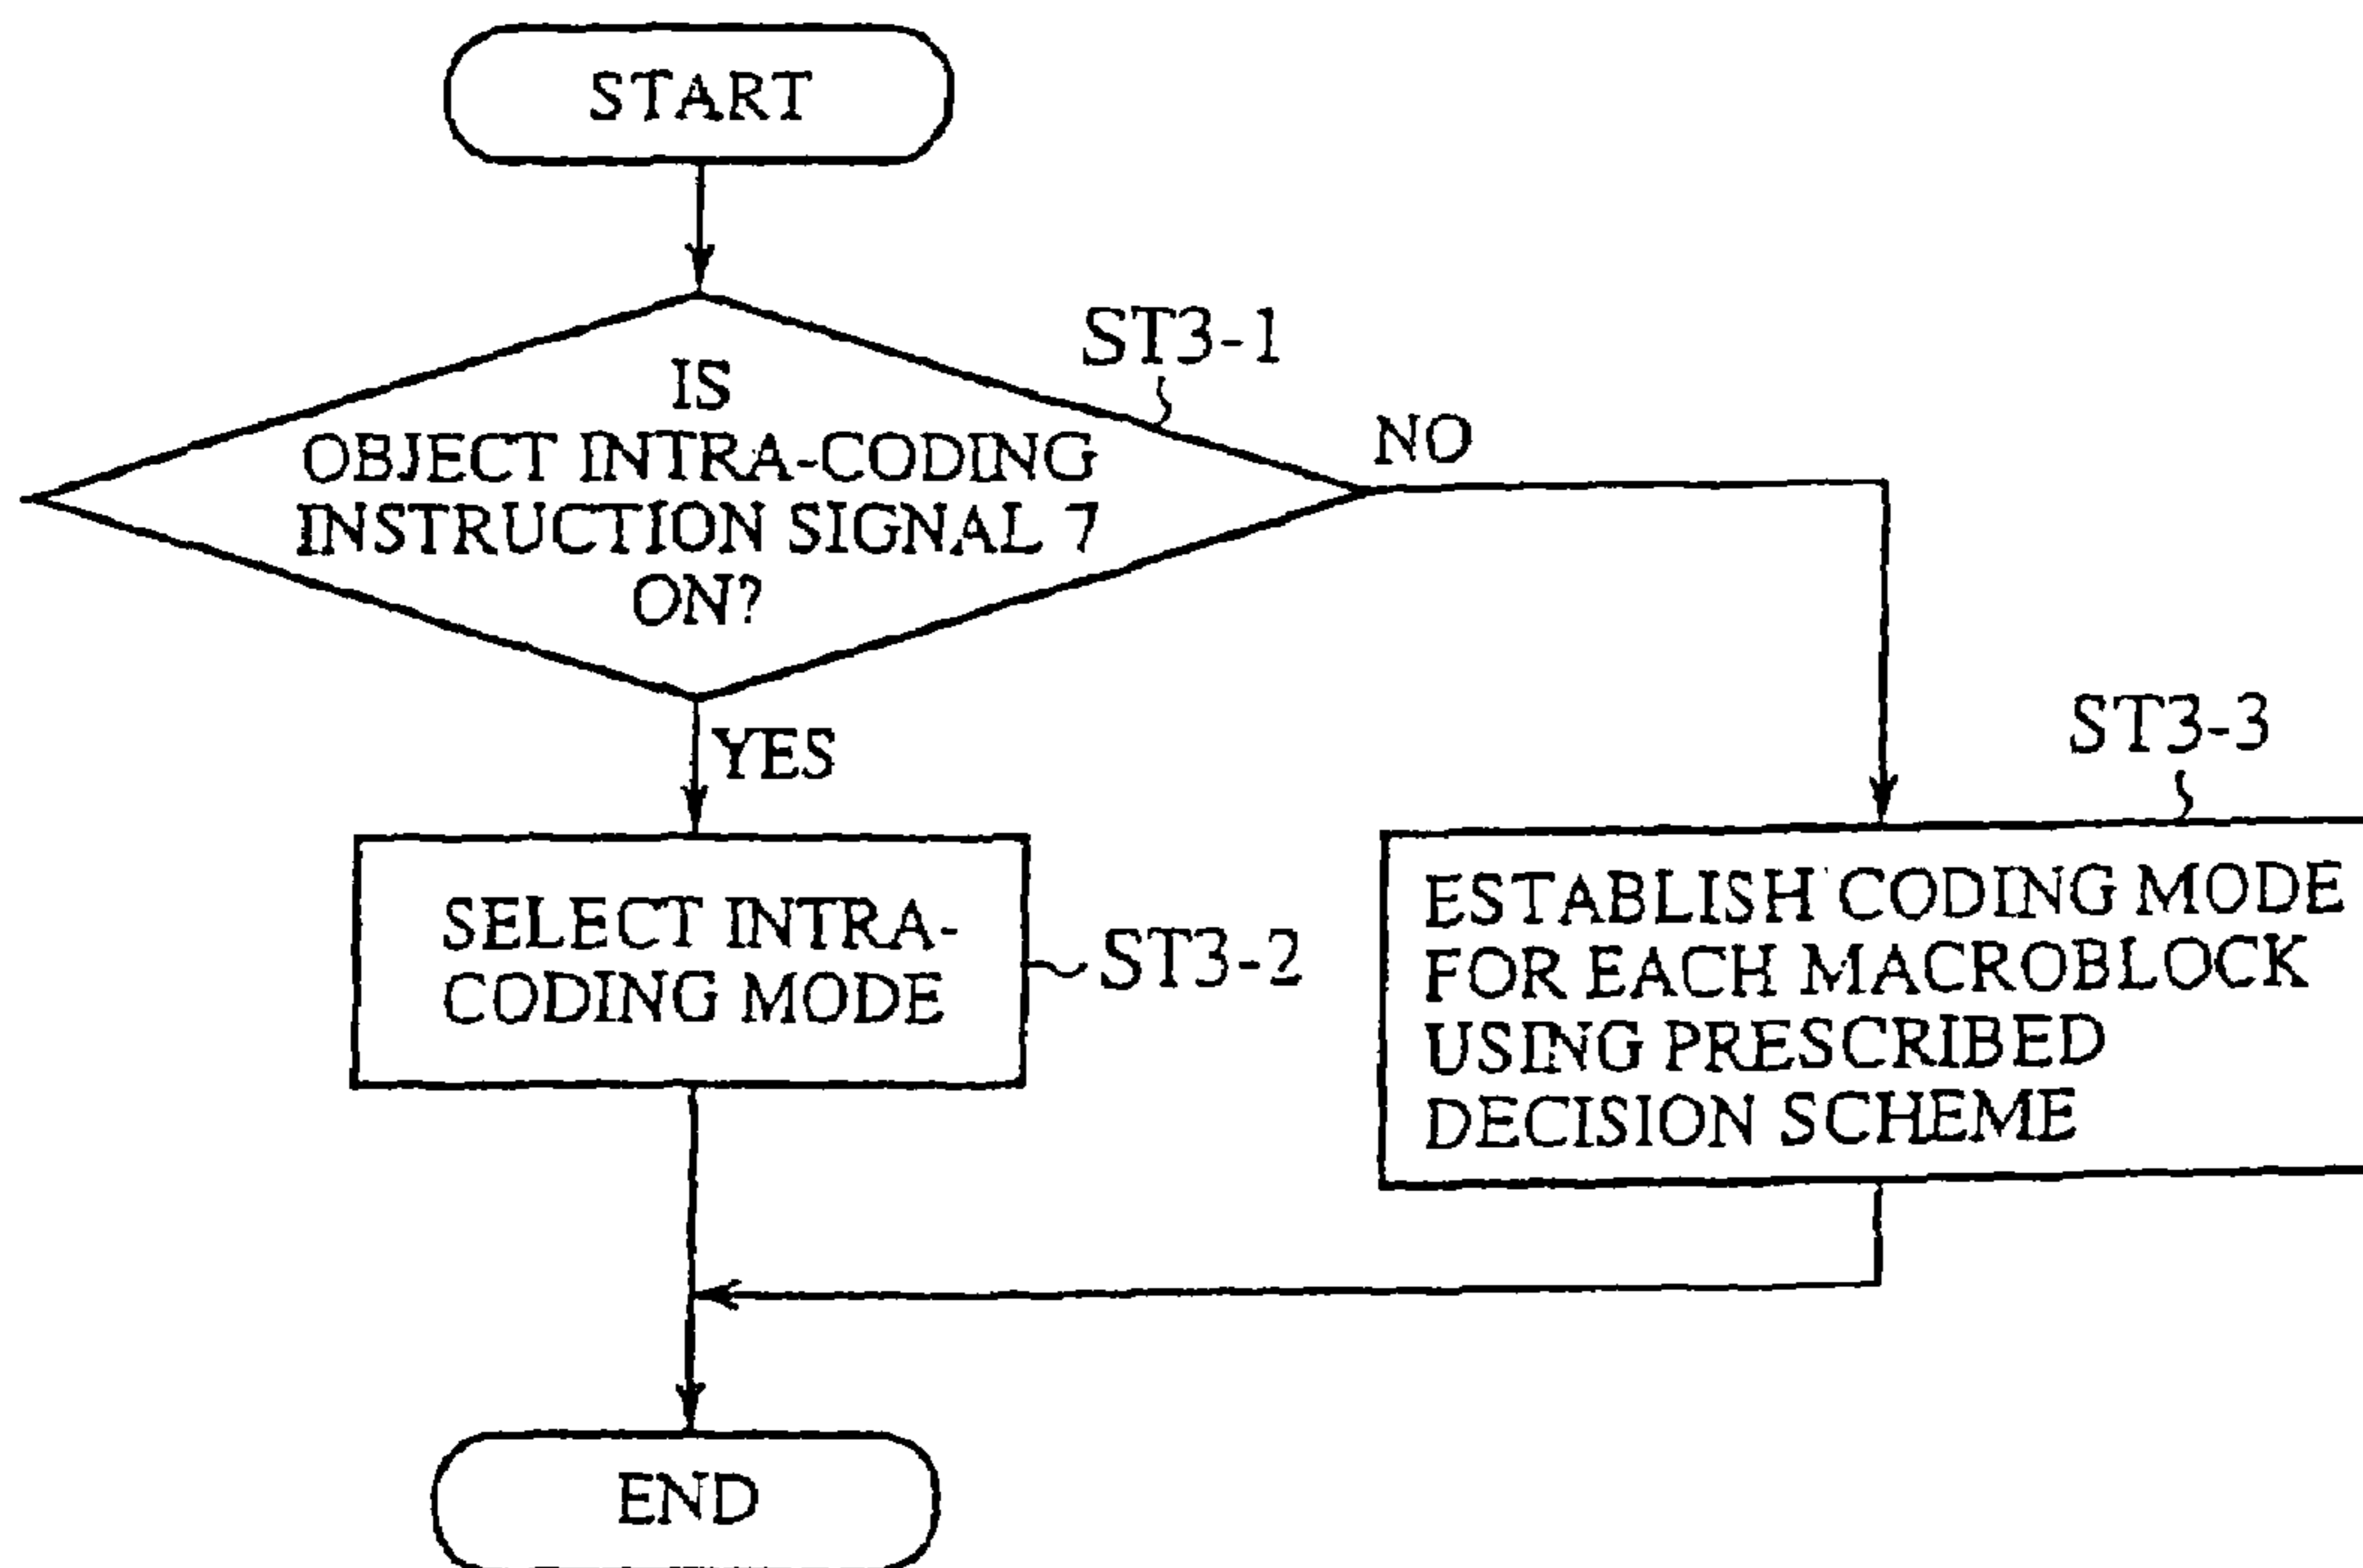 START
ST3-1
IS
OBJECT INTRA-CODING
INSTRUCTION SIGNAL 7
ON?
NO
YES
SELECT INTRA-
CODING MODE
ST3-2
ST3-3
ESTABLISH CODING MODE
FOR EACH MACROBLOCK
USING PRESCRIBED
DECISION SCHEME
END